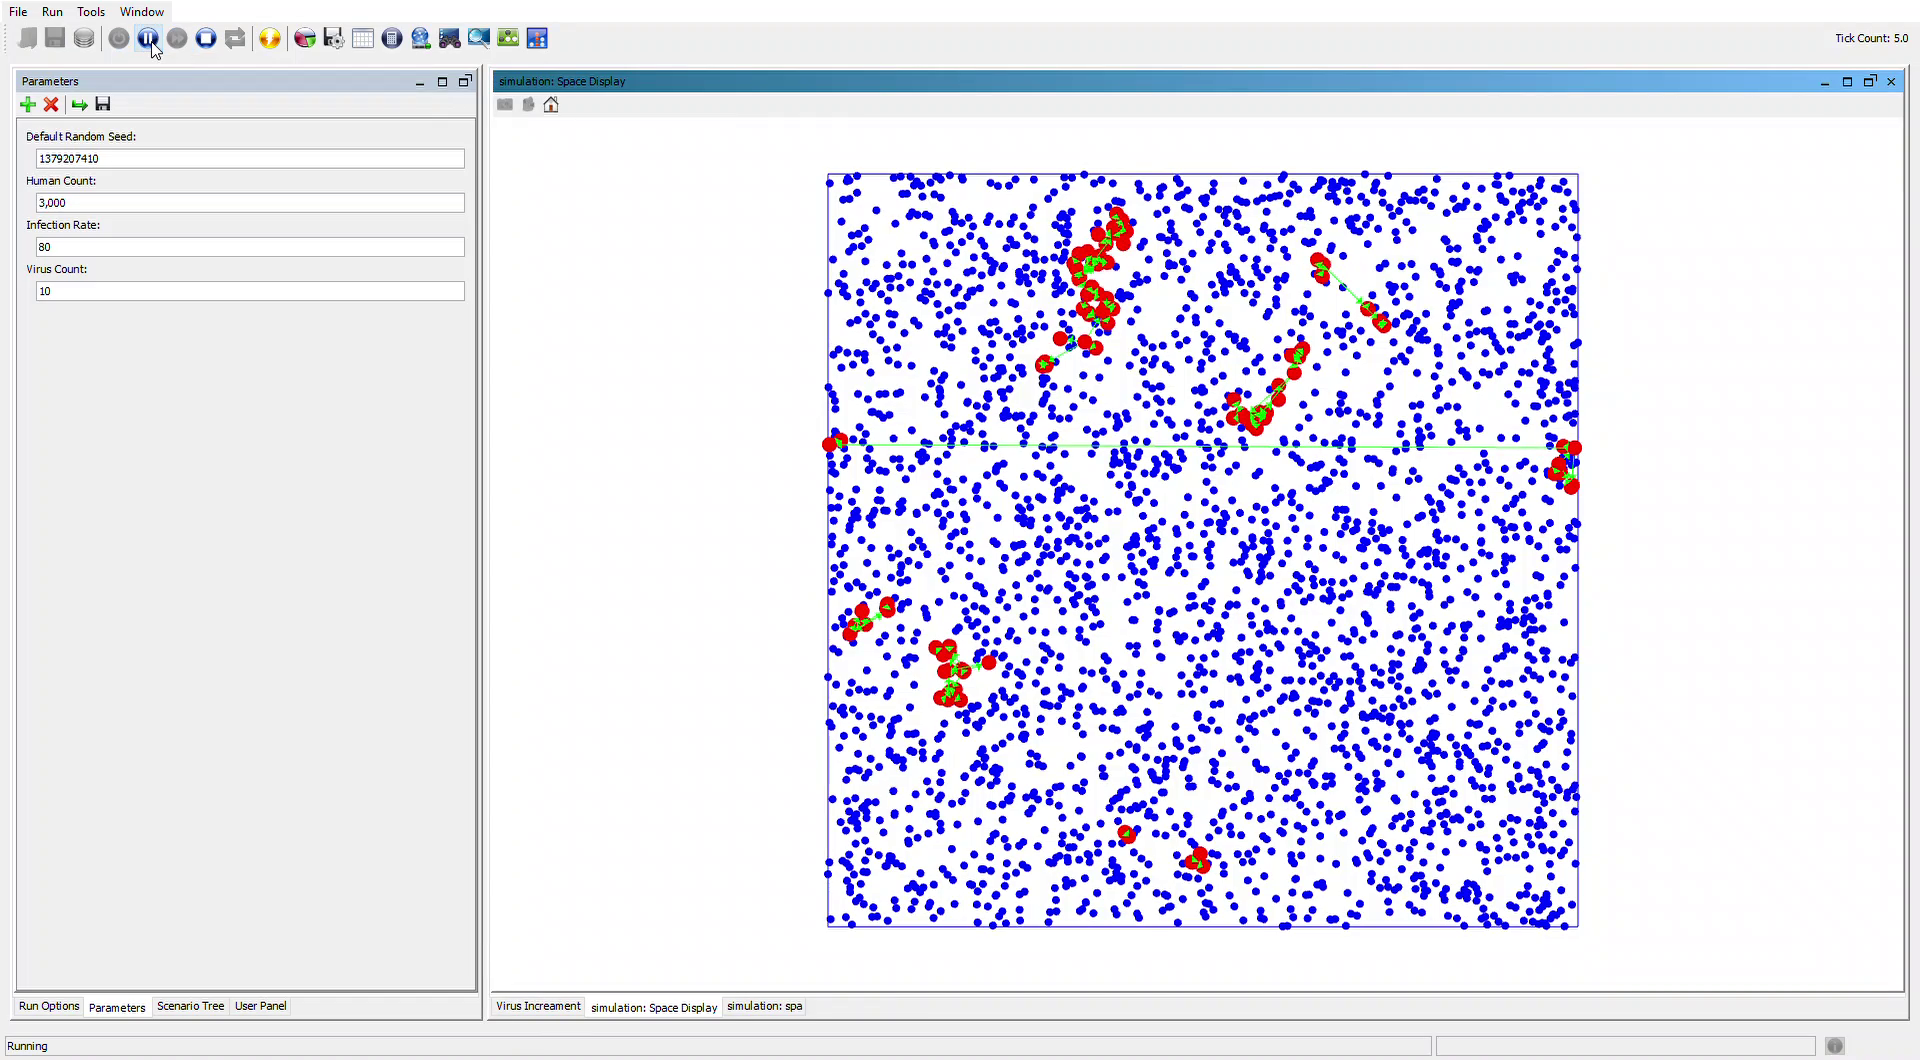 File Run Tools Window
Tick Count: 5.0
Parameters
Default Random Seed:
1379207410
Human Count:
3,000
Infection Rate:
80
Virus Count:
10
Run Options Parameters Scenario Tree User Panel
simulation: Space Display
Virus Increament simulation: Space Display simulation: spa
Running